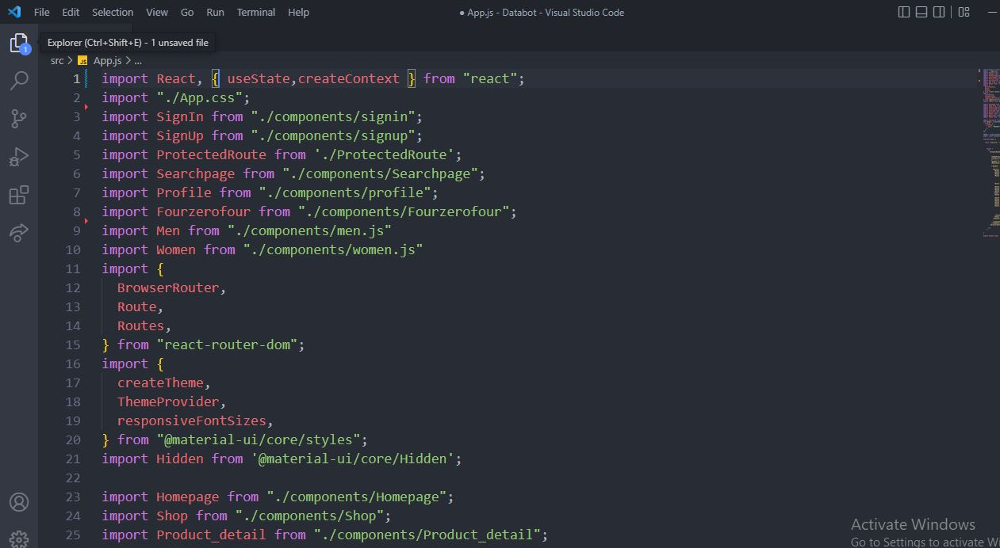 File Edit Selection View Go Run Terminal Help ● App.js - Databot - Visual Studio Code
Explorer (Ctrl+Shift+E) - 1 unsaved file
1
src > JS App.js > ...
1 import React, { useState,createContext } from "react";
2 import "./App.css";
3 import SignIn from "./components/signin";
4 import SignUp from "./components/signup";
5 import ProtectedRoute from './ProtectedRoute';
6 import Searchpage from "./components/Searchpage";
7 import Profile from "./components/profile";
8 import Fourzerofour from "./components/Fourzerofour";
9 import Men from "./components/men.js"
10 import Women from "./components/women.js"
11 import {
12 BrowserRouter,
13 Route,
14 Routes,
15 } from "react-router-dom";
16 import {
17 createTheme,
18 ThemeProvider,
19 responsiveFontSizes,
20 } from "@material-ui/core/styles";
21 import Hidden from '@material-ui/core/Hidden';
22
23 import Homepage from "./components/Homepage";
24 import Shop from "./components/Shop";
25 import Product_detail from "./components/Product_detail";
Activate Windows
Go to Settings to activate Wi